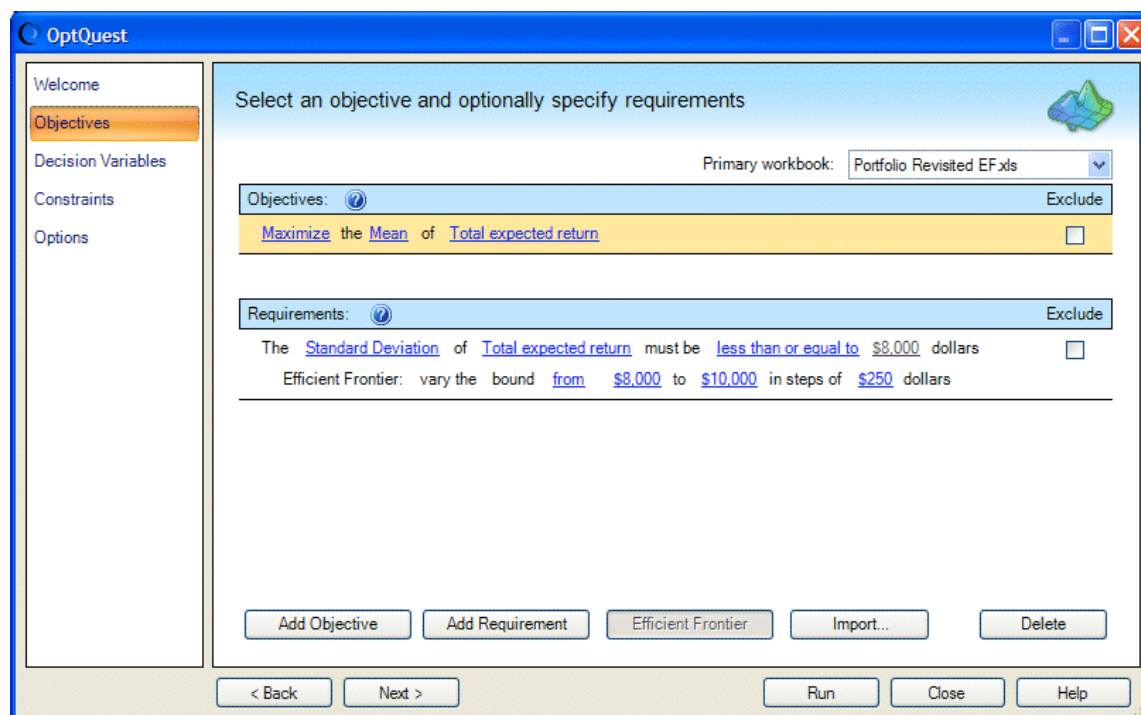 OptQuest
Welcome
Objectives
Decision Variables
Constraints
Options
Select an objective and optionally specify requirements
Primary workbook: Portfolio Revisited EF.xls
Objectives: ? Exclude
Maximize the Mean of Total expected return
Requirements: ? Exclude
The Standard Deviation of Total expected return must be less than or equal to $8,000 dollars
Efficient Frontier: vary the bound from $8,000 to $10,000 in steps of $250 dollars
Add Objective Add Requirement Efficient Frontier Import... Delete
< Back Next > Run Close Help